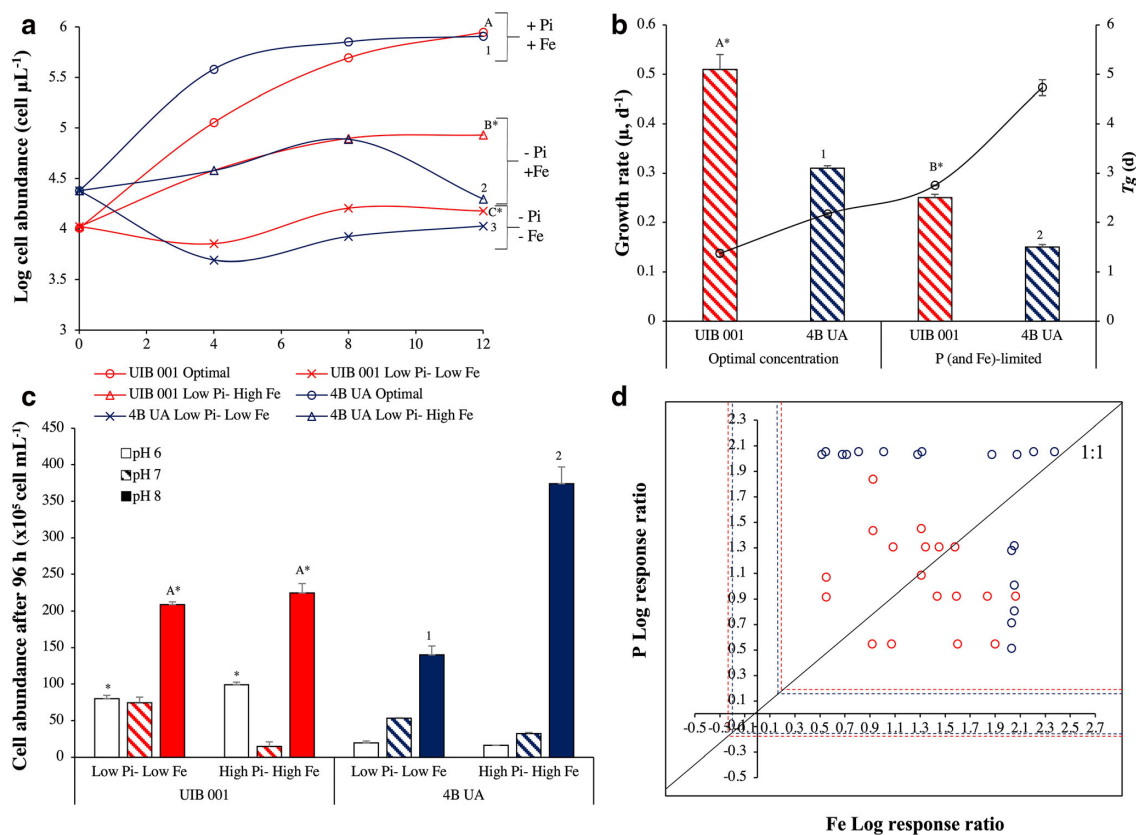 a
Log cell abundance (cell μL⁻¹)
6
5.5
5
4.5
4
3.5
3
0 2 4 6 8 10 12
A
1
+ Pi
+ Fe
B*
2
- Pi
+Fe
C*
3
- Pi
- Fe
UIB 001 Optimal
UIB 001 Low Pi- Low Fe
UIB 001 Low Pi- High Fe
4B UA Optimal
4B UA Low Pi- Low Fe
4B UA Low Pi- High Fe
b
Growth rate (μ, d⁻¹)
0.6
0.5
0.4
0.3
0.2
0.1
0
A*
1
B*
2
6
5
4
3
2
1
0
Tg (d)
UIB 001 4B UA UIB 001 4B UA
Optimal concentration P (and Fe)-limited
c
Cell abundance after 96 h (x10⁵ cell mL⁻¹)
450
400
350
300
250
200
150
100
50
0
pH 6
pH 7
pH 8
*
A*
*
A*
1
2
Low Pi- Low Fe High Pi- High Fe Low Pi- Low Fe High Pi- High Fe
UIB 001 4B UA
d
P Log response ratio
2.3
2.1
1.9
1.7
1.5
1.3
1.1
0.9
0.7
0.5
0.3
0.1
-0.1
-0.3
-0.5
1:1
-0.5 -0.3 -0.1 0.1 0.3 0.5 0.7 0.9 1.1 1.3 1.5 1.7 1.9 2.1 2.3 2.5 2.7
Fe Log response ratio